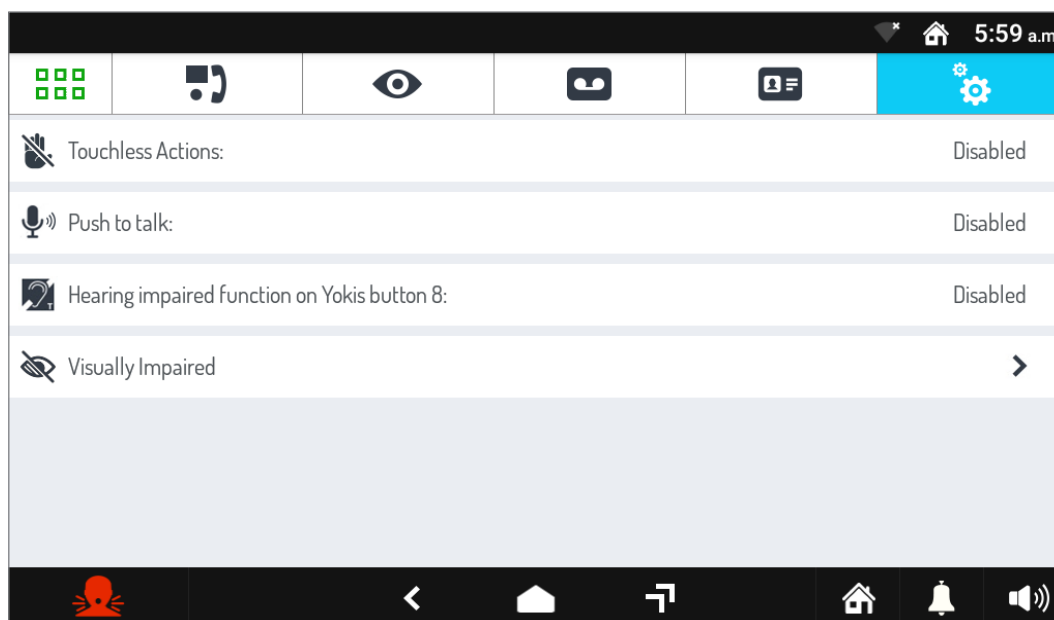 5:59 a.m
Touchless Actions: Disabled
Push to talk: Disabled
Hearing impaired function on Yokis button 8: Disabled
Visually Impaired